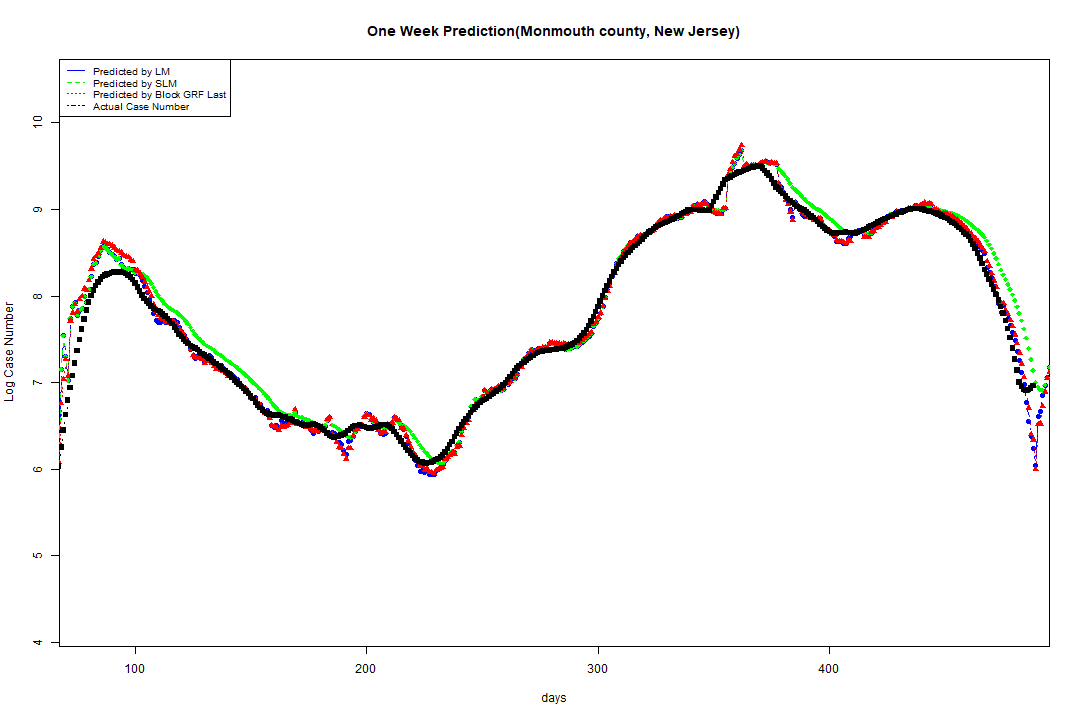 One Week Prediction(Monmouth county, New Jersey)
Predicted by LM
Predicted by SLM
Predicted by Block GRF Last
Actual Case Number
Log Case Number
10
9
8
7
6
5
4
100 200 300 400
days